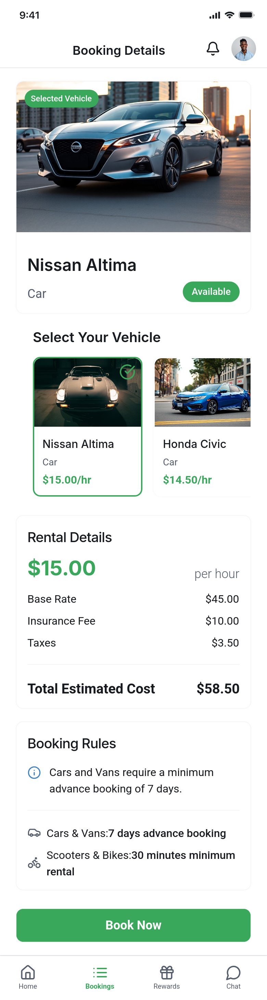 9:41
Booking Details
Selected Vehicle
NISSAN
Nissan Altima
Car
Available
Select Your Vehicle
Nissan Altima
Car
$15.00/hr
Honda Civic
Car
$14.50/hr
Rental Details
$15.00
per hour
Base Rate
$45.00
Insurance Fee
$10.00
Taxes
$3.50
Total Estimated Cost
$58.50
Booking Rules
Cars and Vans require a minimum
advance booking of 7 days.
Cars & Vans:7 days advance booking
Scooters & Bikes:30 minutes minimum
rental
Book Now
Home
Bookings
Rewards
Chat